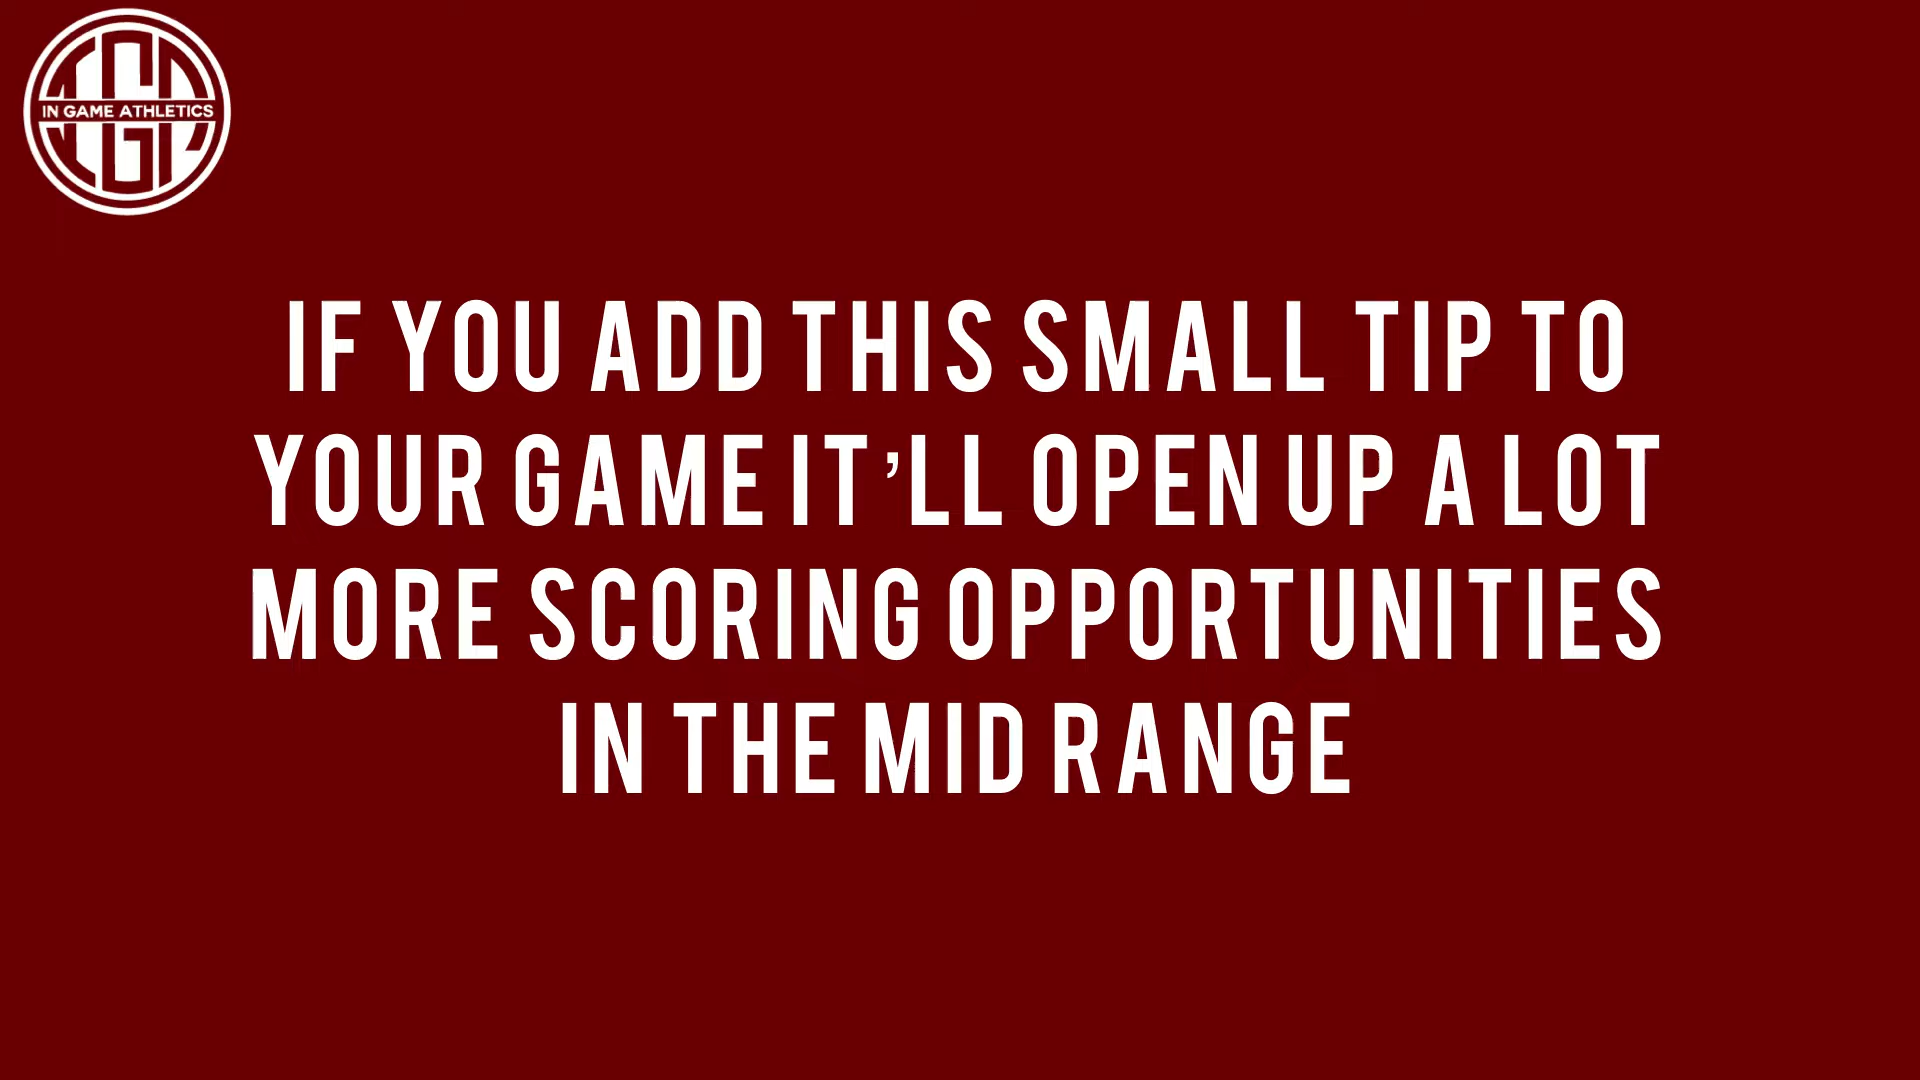 IGA
IN GAME ATHLETICS
IF YOU ADD THIS SMALL TIP TO
YOUR GAME IT'LL OPEN UP A LOT
MORE SCORING OPPORTUNITIES
IN THE MID RANGE